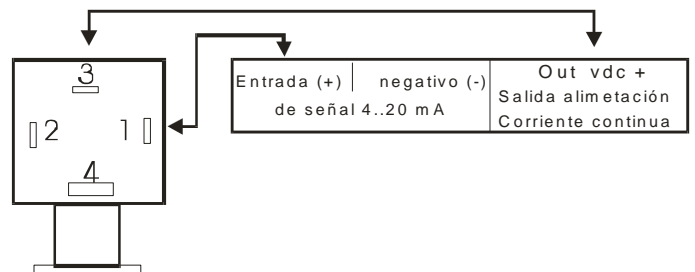 3
2 1
4
Entrada (+) negativo (-)
de señal 4..20 mA
Out vdc +
Salida alimetación
Corriente continua